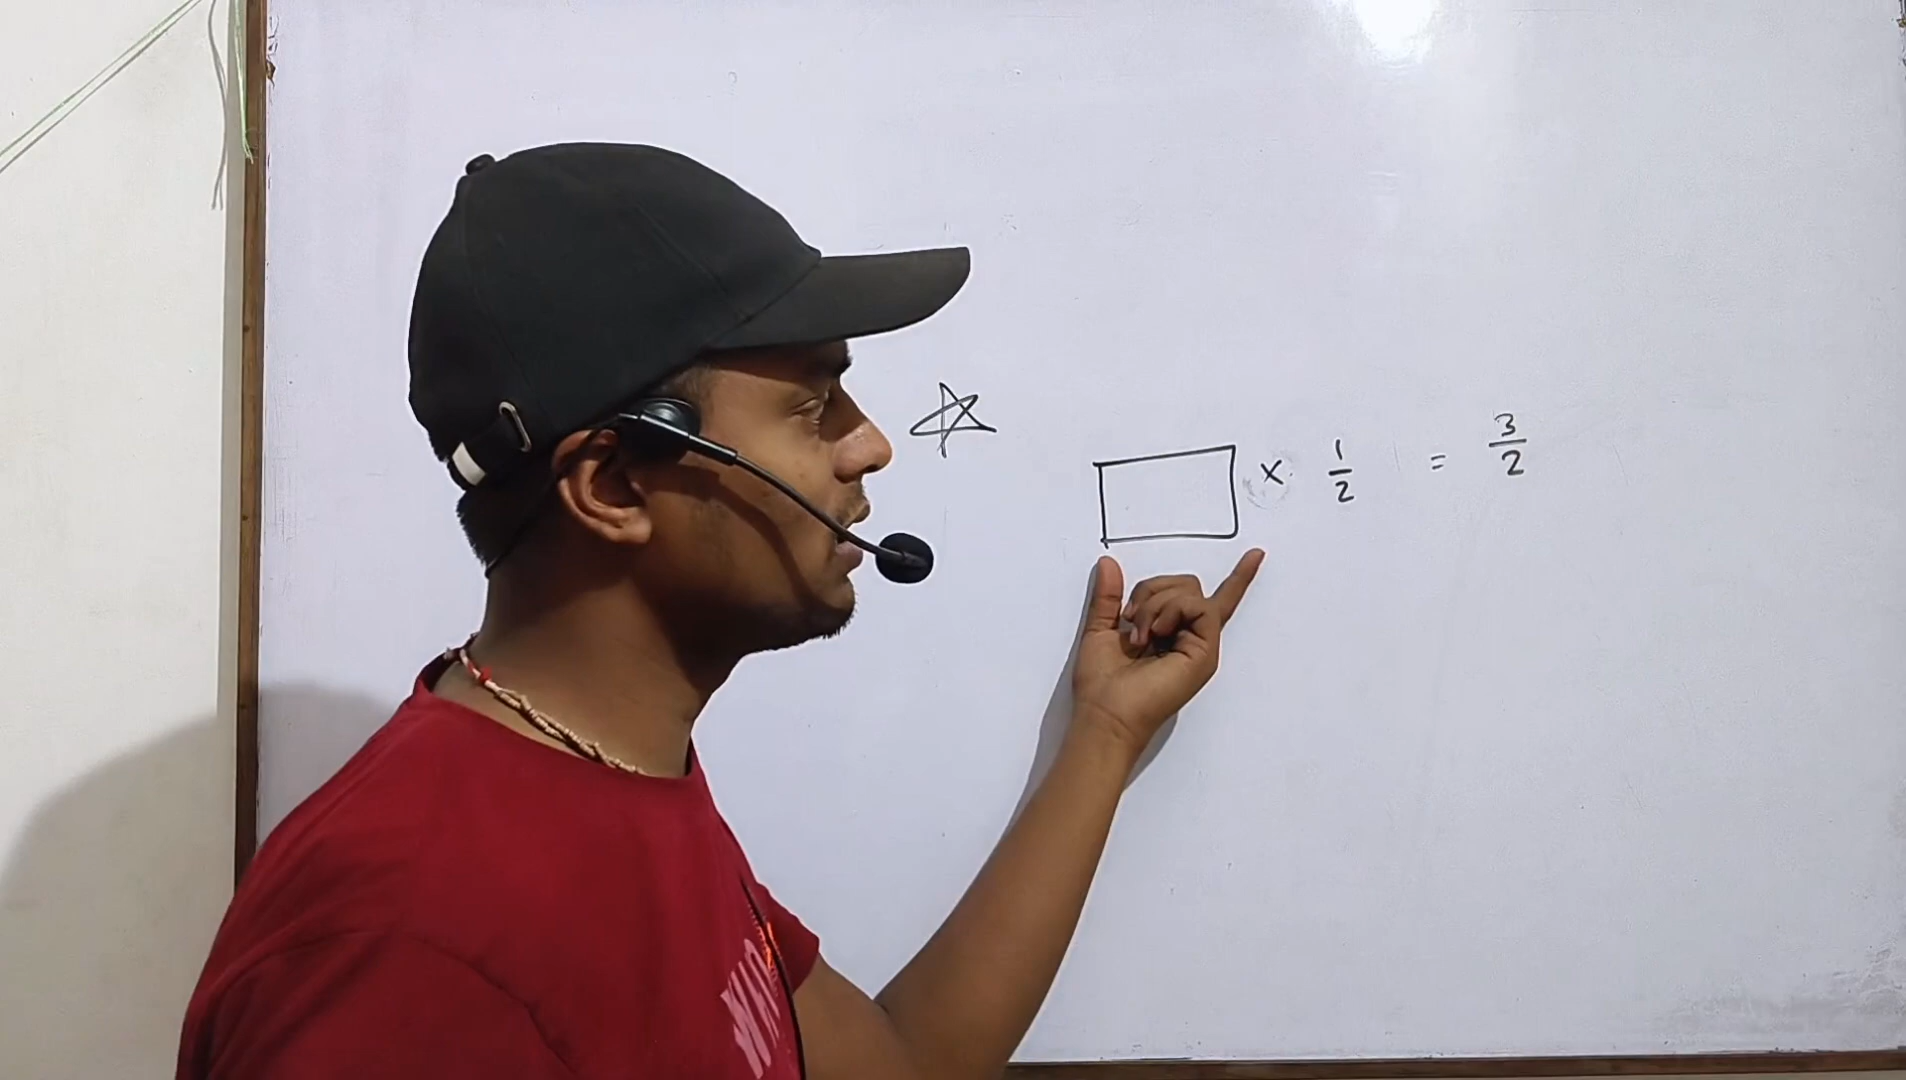 × 1/2 = 3/2